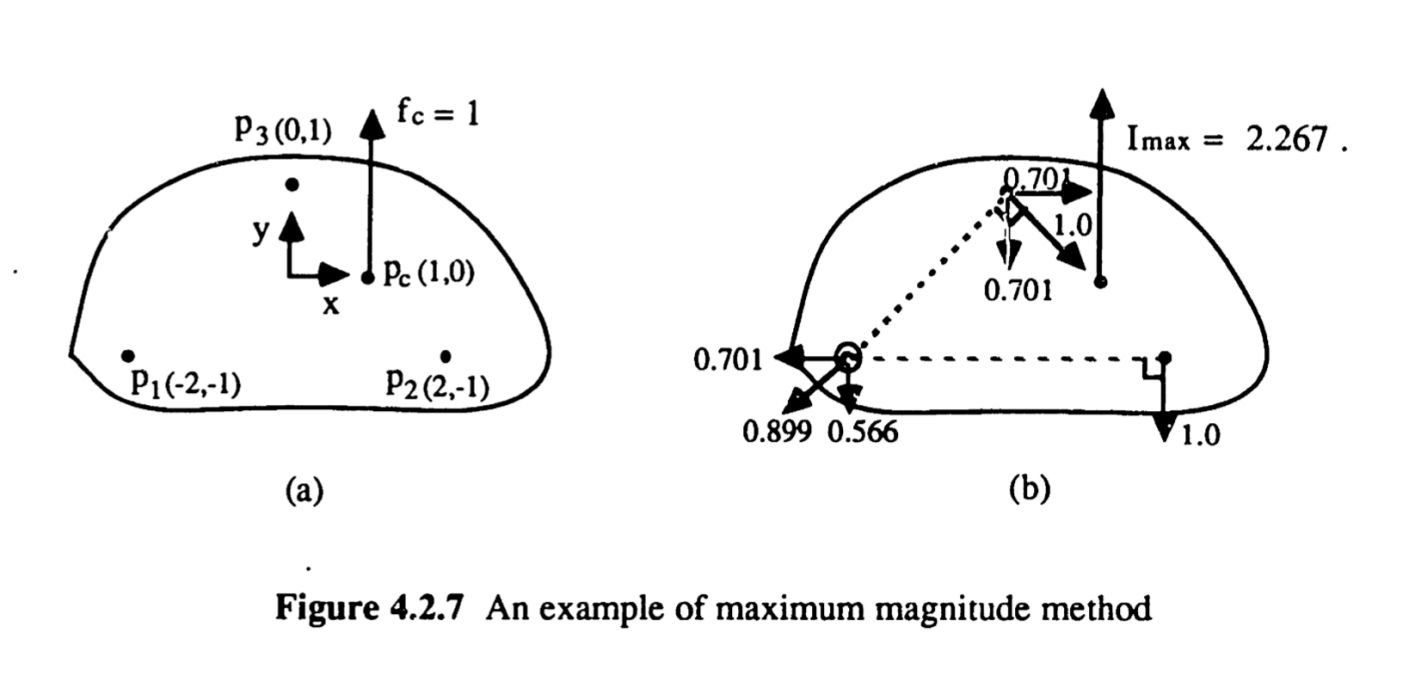 p3 (0,1)
fc = 1
y
x
Pc (1,0)
P1(-2,-1)
P2 (2,-1)
(a)
Imax = 2.267 .
0.701
1.0
0.701
0.701
0.899 0.566
1.0
(b)
Figure 4.2.7 An example of maximum magnitude method